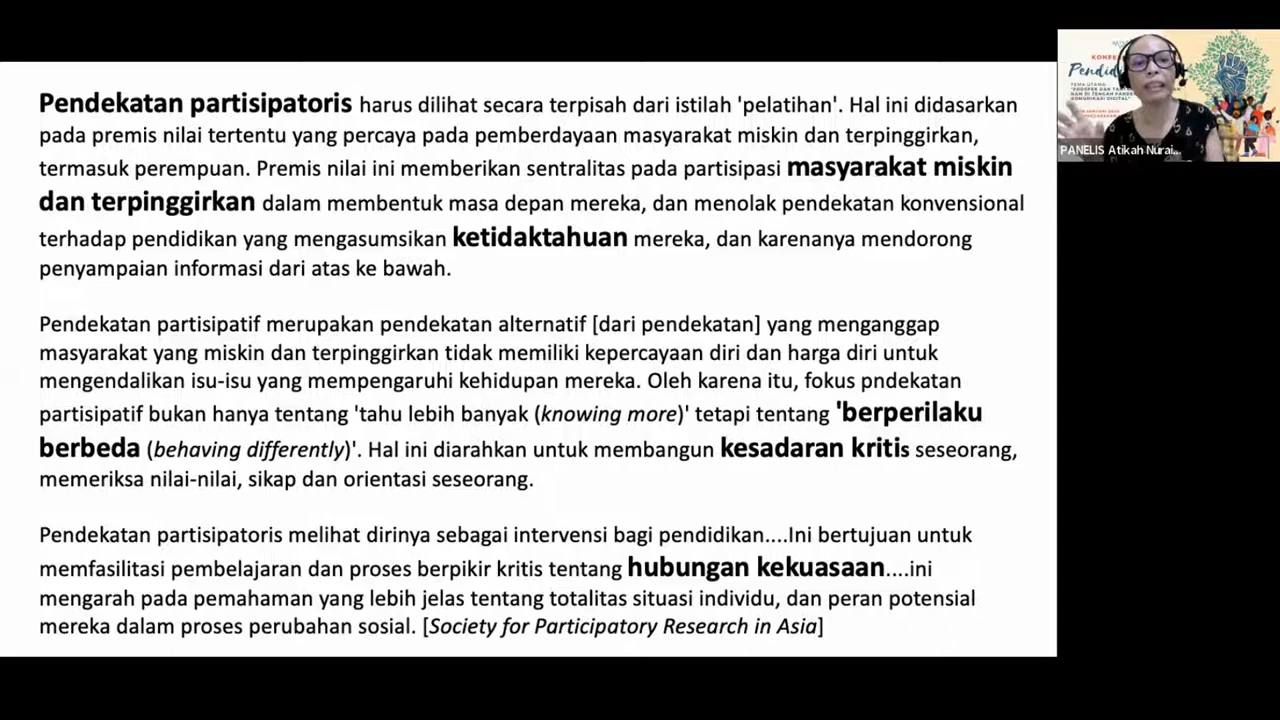 Pendekatan partisipatoris harus dilihat secara terpisah dari istilah 'pelatihan'. Hal ini didasarkan
pada premis nilai tertentu yang percaya pada pemberdayaan masyarakat miskin dan terpinggirkan,
termasuk perempuan. Premis nilai ini memberikan sentralitas pada partisipasi masyarakat miskin
dan terpinggirkan dalam membentuk masa depan mereka, dan menolak pendekatan konvensional
terhadap pendidikan yang mengasumsikan ketidaktahuan mereka, dan karenanya mendorong
penyampaian informasi dari atas ke bawah.
Pendekatan partisipatif merupakan pendekatan alternatif [dari pendekatan] yang menganggap
masyarakat yang miskin dan terpinggirkan tidak memiliki kepercayaan diri dan harga diri untuk
mengendalikan isu-isu yang mempengaruhi kehidupan mereka. Oleh karena itu, fokus pndekatan
partisipatif bukan hanya tentang 'tahu lebih banyak (knowing more)' tetapi tentang 'berperilaku
berbeda (behaving differently)'. Hal ini diarahkan untuk membangun kesadaran kritis seseorang,
memeriksa nilai-nilai, sikap dan orientasi seseorang.
Pendekatan partisipatoris melihat dirinya sebagai intervensi bagi pendidikan....Ini bertujuan untuk
memfasilitasi pembelajaran dan proses berpikir kritis tentang hubungan kekuasaan....ini
mengarah pada pemahaman yang lebih jelas tentang totalitas situasi individu, dan peran potensial
mereka dalam proses perubahan sosial. [Society for Participatory Research in Asia]
TEMA UTAMA:
PANELIS Atikah Nurai...